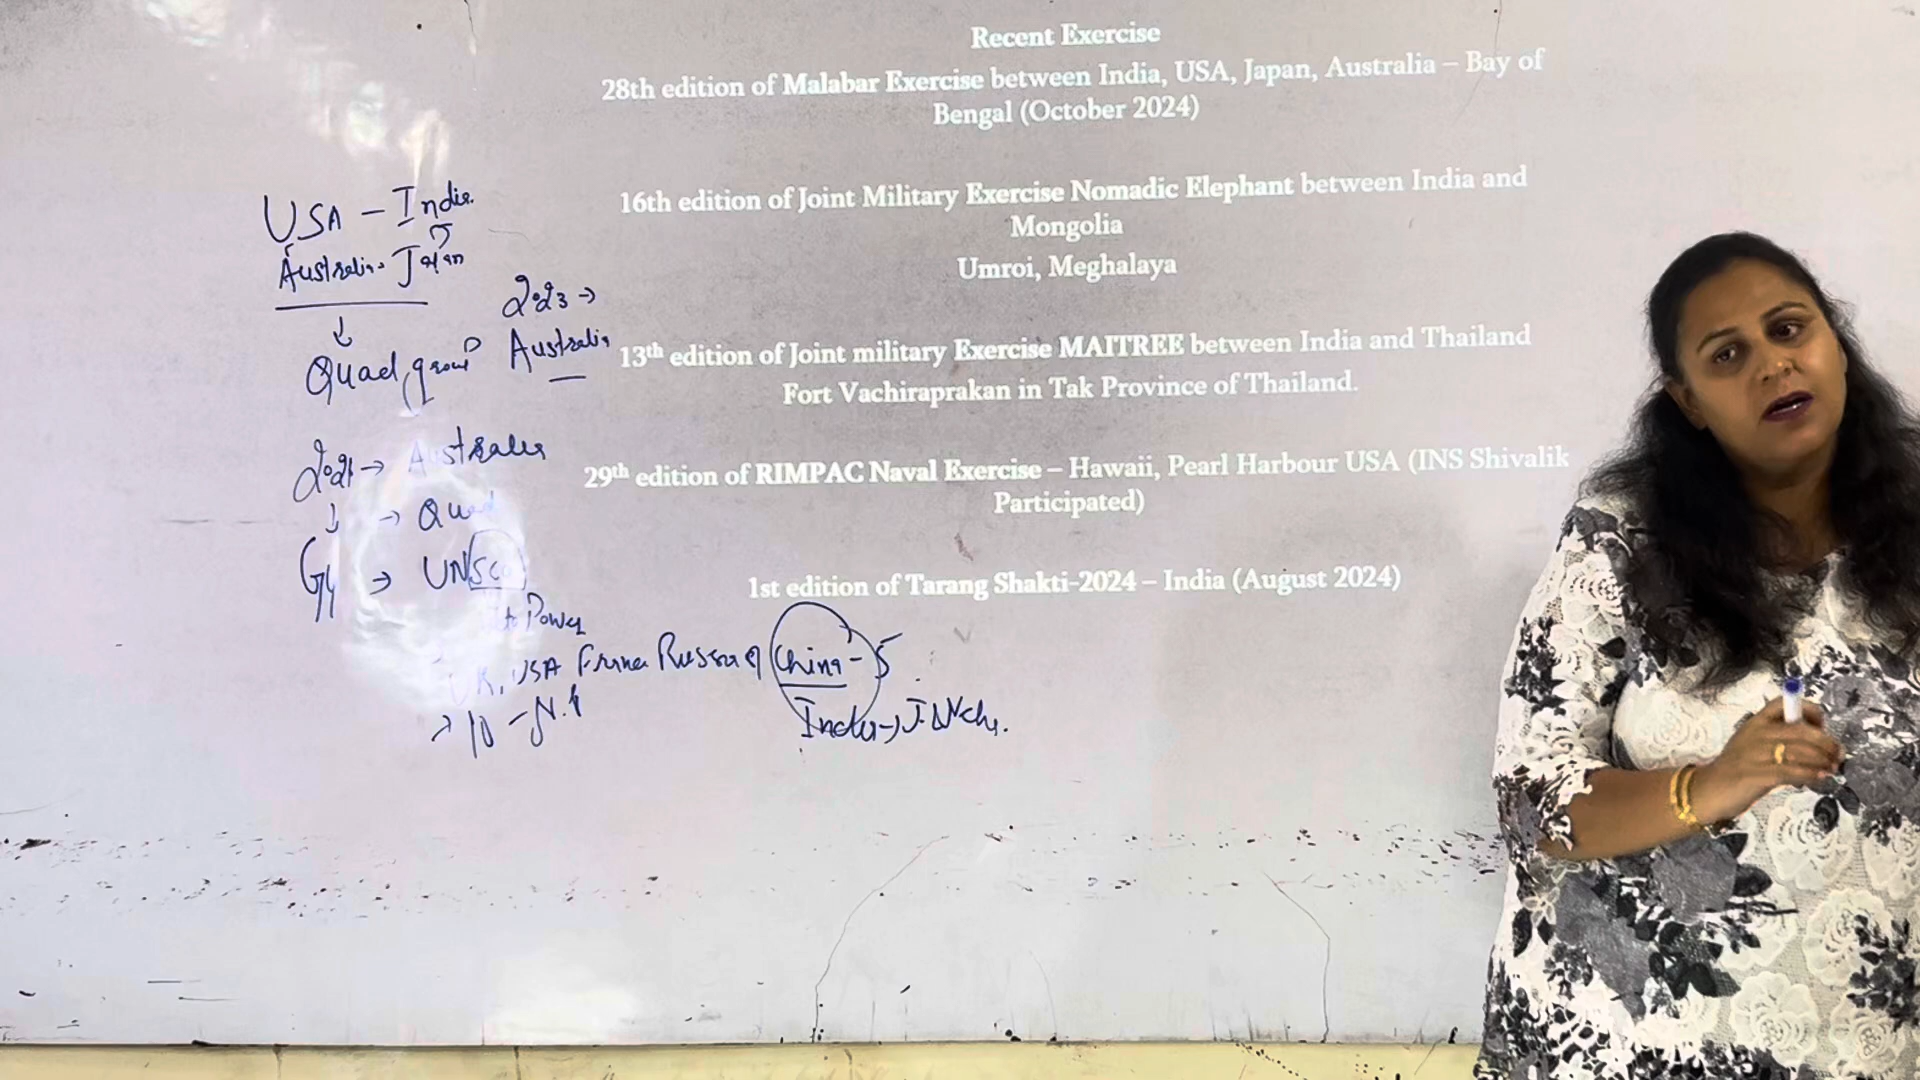 Recent Exercise
28th edition of Malabar Exercise between India, USA, Japan, Australia – Bay of
Bengal (October 2024)
16th edition of Joint Military Exercise Nomadic Elephant between India and
Mongolia
Umroi, Meghalaya
13th edition of Joint military Exercise MAITREE between India and Thailand
Fort Vachiraprakan in Tak Province of Thailand.
29th edition of RIMPAC Naval Exercise – Hawaii, Pearl Harbour USA (INS Shivalik
Participated)
1st edition of Tarang Shakti-2024 – India (August 2024)
USA – India
Australia - Japan
↓
Quad group
2023 →
Australia
2021 → Australia
↓ → Quad
G4 → UNSC
Power
UK, USA France Russia China - 5
→ 10 -
India →